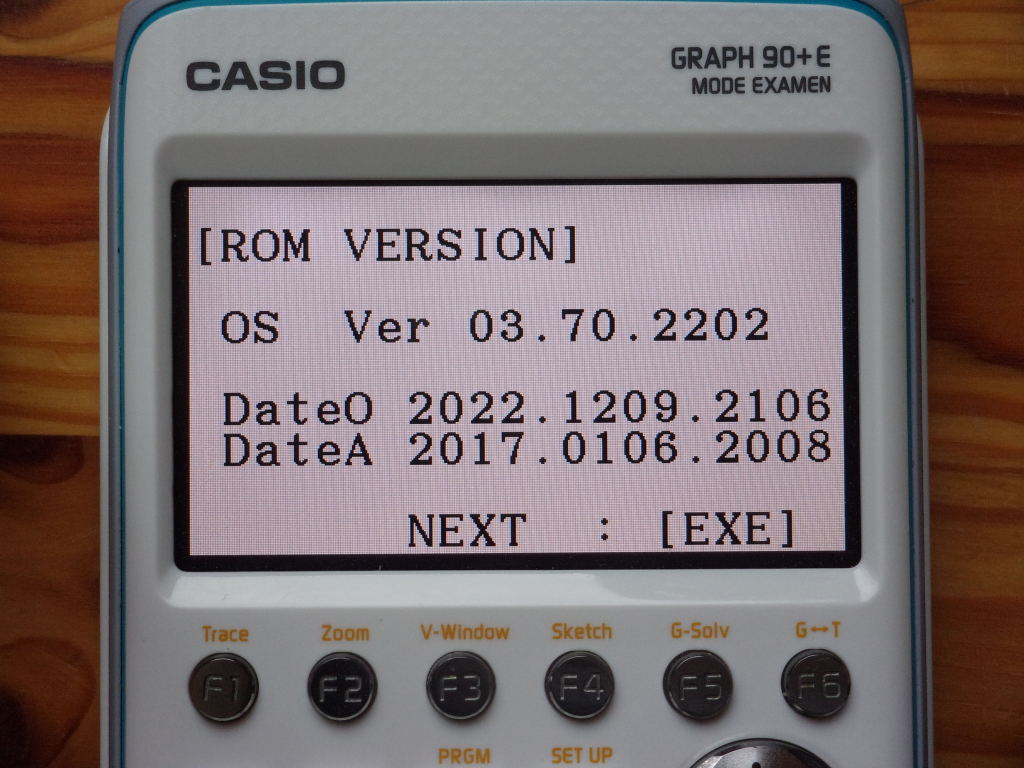 CASIO
GRAPH 90+E
MODE EXAMEN
[ROM VERSION]
OS Ver 03.70.2202
DateO 2022.1209.2106
DateA 2017.0106.2008
NEXT : [EXE]
Trace Zoom V-Window Sketch G-Solv G↔T
F1 F2 F3 F4 F5 F6
PRGM SET UP